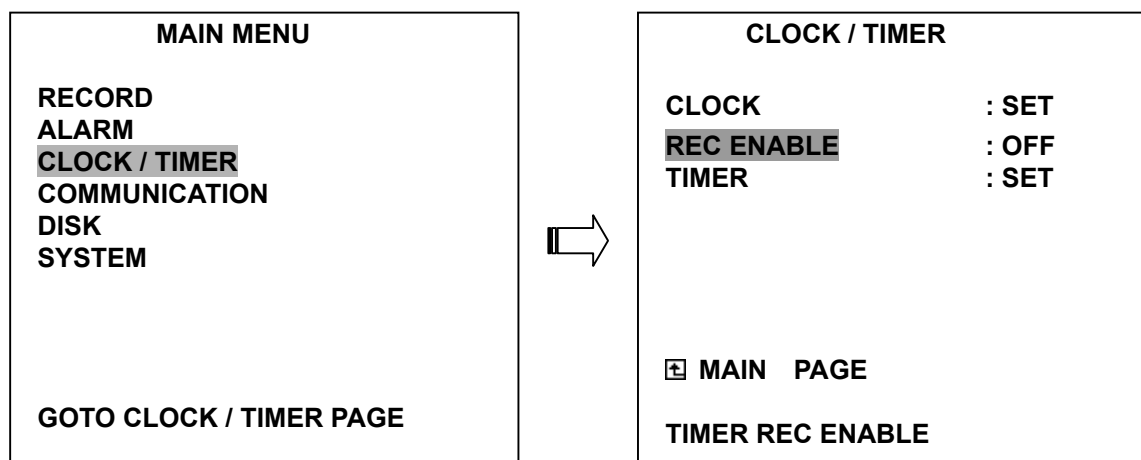 MAIN MENU
RECORD
ALARM
CLOCK / TIMER
COMMUNICATION
DISK
SYSTEM
GOTO CLOCK / TIMER PAGE
CLOCK / TIMER
CLOCK : SET
REC ENABLE : OFF
TIMER : SET
MAIN PAGE
TIMER REC ENABLE